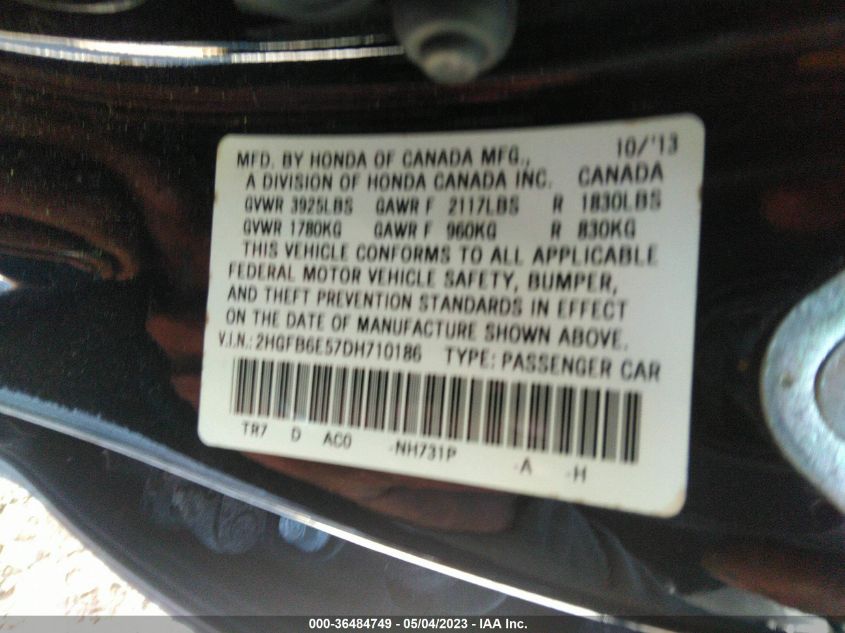 10/'13
MFD. BY HONDA OF CANADA MFG.,
A DIVISION OF HONDA CANADA INC. CANADA
GVWR 3925LBS GAWR F 2117LBS R 1830LBS
GVWR 1780KG GAWR F 960KG R 830KG
THIS VEHICLE CONFORMS TO ALL APPLICABLE
FEDERAL MOTOR VEHICLE SAFETY, BUMPER,
AND THEFT PREVENTION STANDARDS IN EFFECT
ON THE DATE OF MANUFACTURE SHOWN ABOVE.
V.I.N.: 2HGFB6E57DH710186 TYPE: PASSENGER CAR
TR7 D AC0 -NH731P -A -H
000-36484749 - 05/04/2023 - IAA Inc.